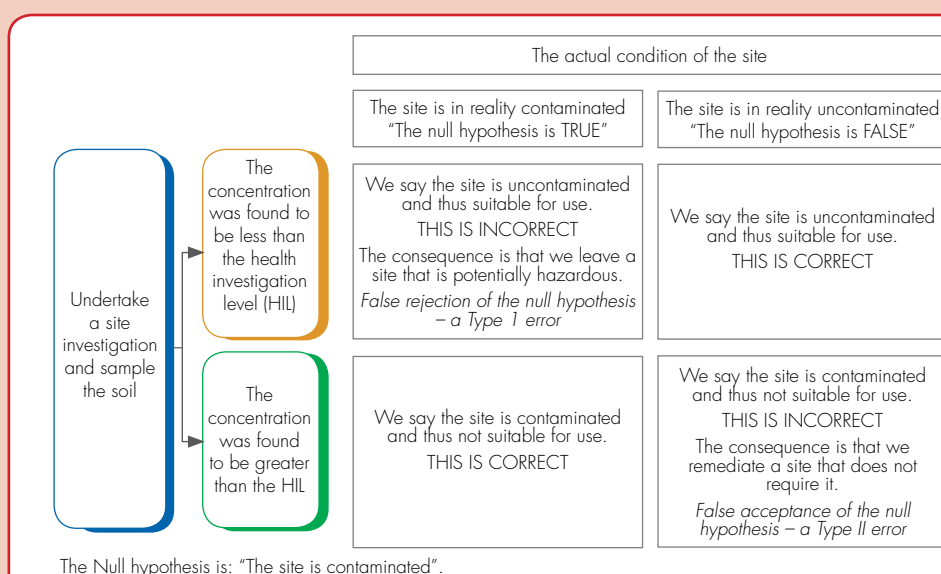 The actual condition of the site
The site is in reality contaminated
“The null hypothesis is TRUE”
The site is in reality uncontaminated
“The null hypothesis is FALSE”
Undertake
a site
investigation
and sample
the soil
The
concentration
was found to
be less than
the health
investigation
level (HIL)
We say the site is uncontaminated
and thus suitable for use.
THIS IS INCORRECT
The consequence is that we leave a
site that is potentially hazardous.
False rejection of the null hypothesis
– a Type 1 error
We say the site is uncontaminated
and thus suitable for use.
THIS IS CORRECT
The
concentration
was found
to be greater
than the HIL
We say the site is contaminated
and thus not suitable for use.
THIS IS CORRECT
We say the site is contaminated
and thus not suitable for use.
THIS IS INCORRECT
The consequence is that we
remediate a site that does not
require it.
False acceptance of the null
hypothesis – a Type II error
The Null hypothesis is: “The site is contaminated”.